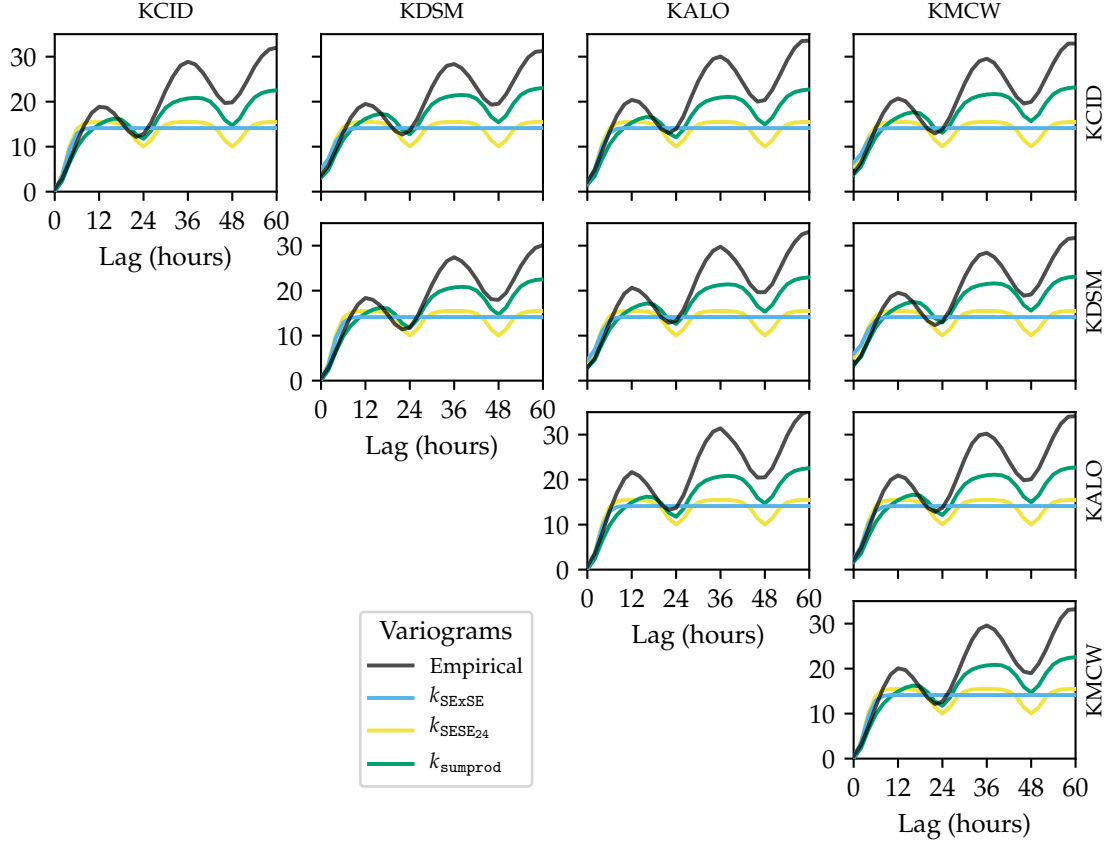 KCID KDSM KALO KMCW
30
20
10
0
0 12 24 36 48 60
Lag (hours)
KCID
30
20
10
0
0 12 24 36 48 60
Lag (hours)
KDSM
30
20
10
0
0 12 24 36 48 60
Lag (hours)
KALO
30
20
10
0
0 12 24 36 48 60
Lag (hours)
KMCW
Variograms
Empirical
k_SExSE
k_SESE_24
k_sumprod